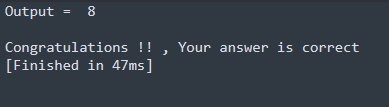 Output =  8
Congratulations !! , Your answer is correct
[Finished in 47ms]